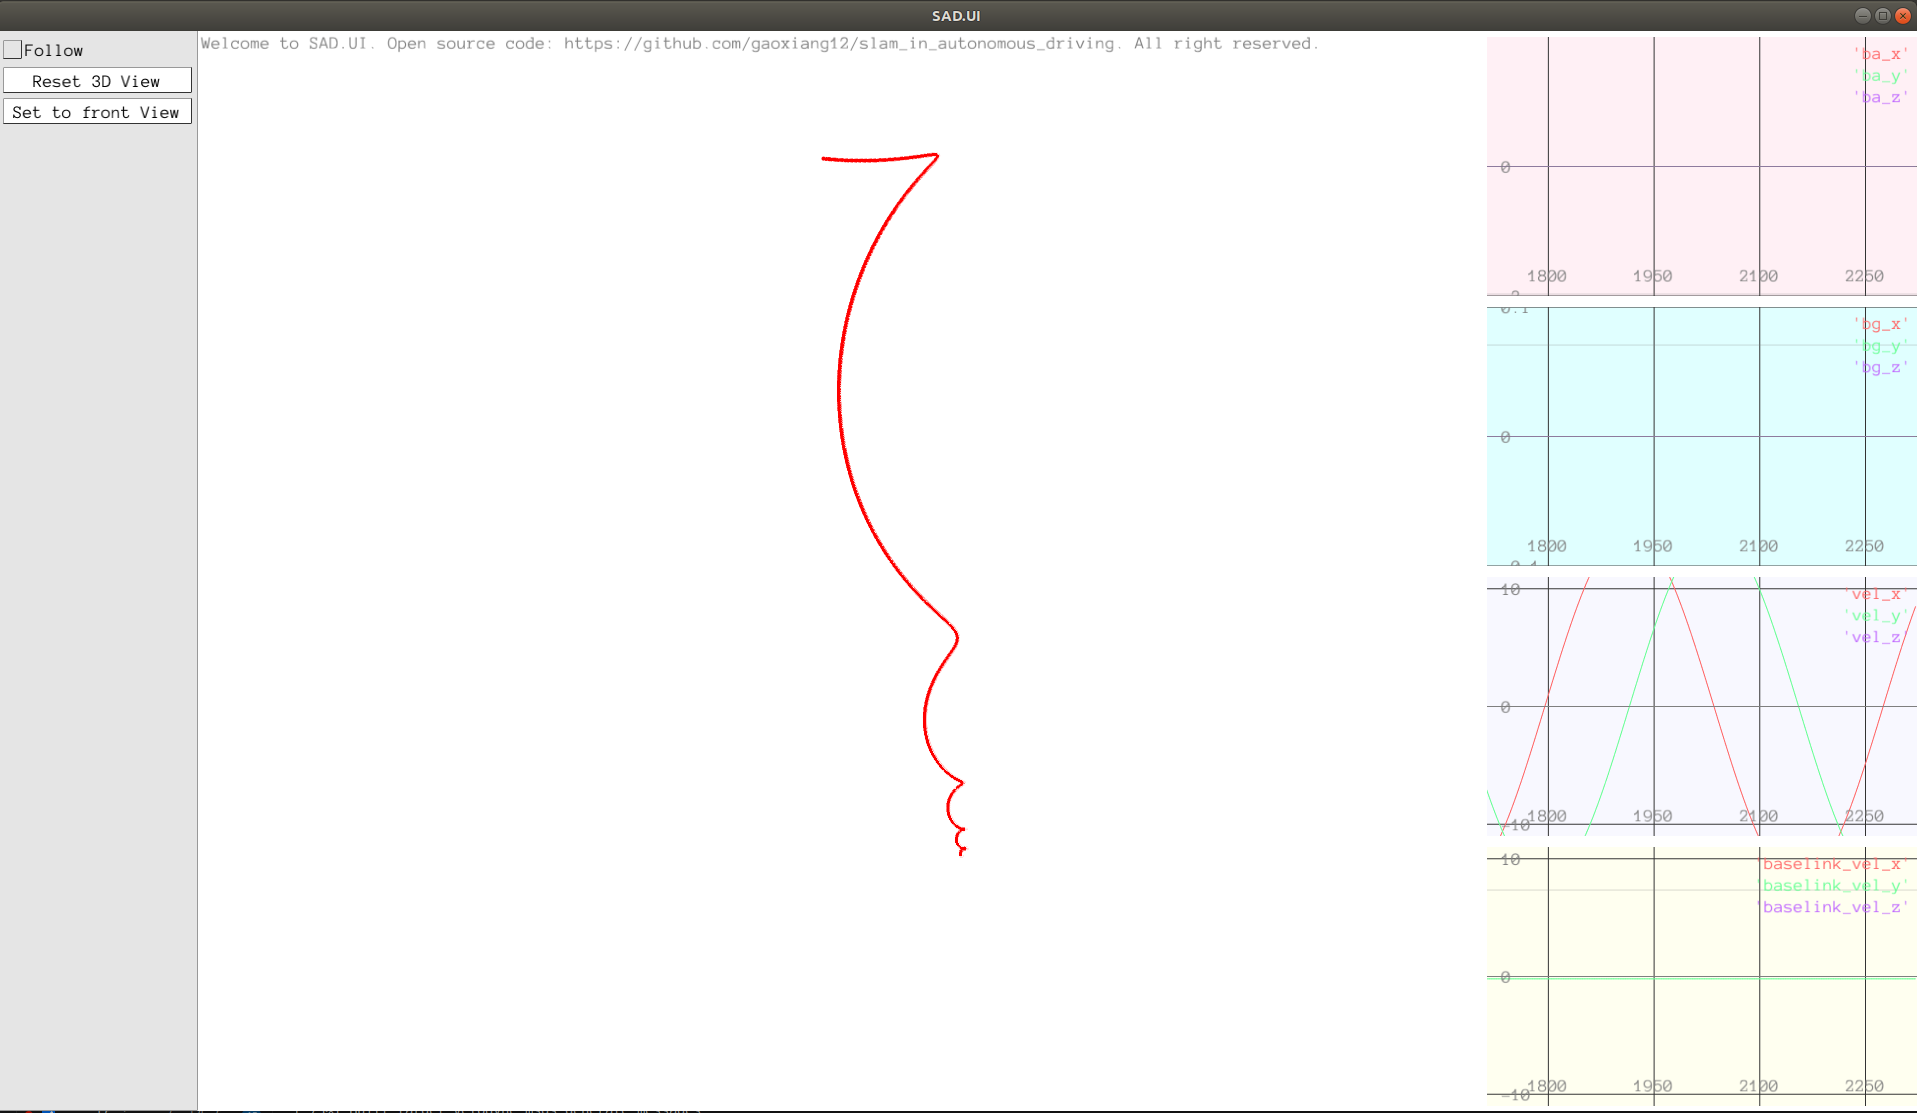 SAD.UI
Follow
Reset 3D View
Set to front View
Welcome to SAD.UI. Open source code: https://github.com/gaoxiang12/slam_in_autonomous_driving. All right reserved.
'ba_x'
'ba_y'
'ba_z'
0
1800 1950 2100 2250
0.1
'bg_x'
'bg_y'
'bg_z'
0
1800 1950 2100 2250
10
'vel_x'
'vel_y'
'vel_z'
0
-10 1800 1950 2100 2250
10
'baselink_vel_x'
'baselink_vel_y'
'baselink_vel_z'
0
-10 1800 1950 2100 2250